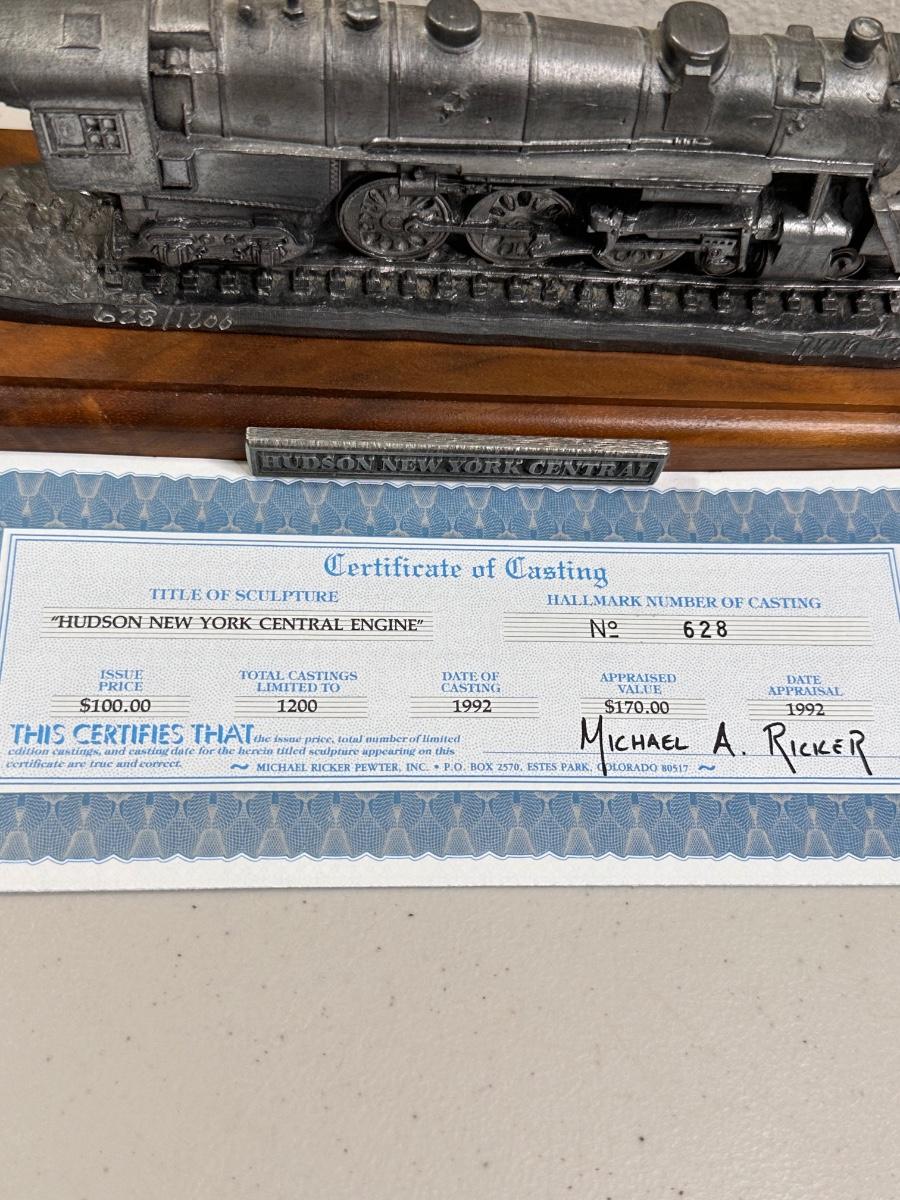 628/1200
HUDSON NEW YORK CENTRAL
Certificate of Casting
TITLE OF SCULPTURE
"HUDSON NEW YORK CENTRAL ENGINE"
HALLMARK NUMBER OF CASTING
Nº 628
ISSUE PRICE
$100.00
TOTAL CASTINGS LIMITED TO
1200
DATE OF CASTING
1992
APPRAISED VALUE
$170.00
DATE APPRAISAL
1992
THIS CERTIFIES THAT the issue price, total number of limited
edition castings, and casting date for the herein titled sculpture appearing on this
certificate are true and correct.
MICHAEL A. RICKER
~ MICHAEL RICKER PEWTER, INC. • P.O. BOX 2570, ESTES PARK, COLORADO 80517 ~